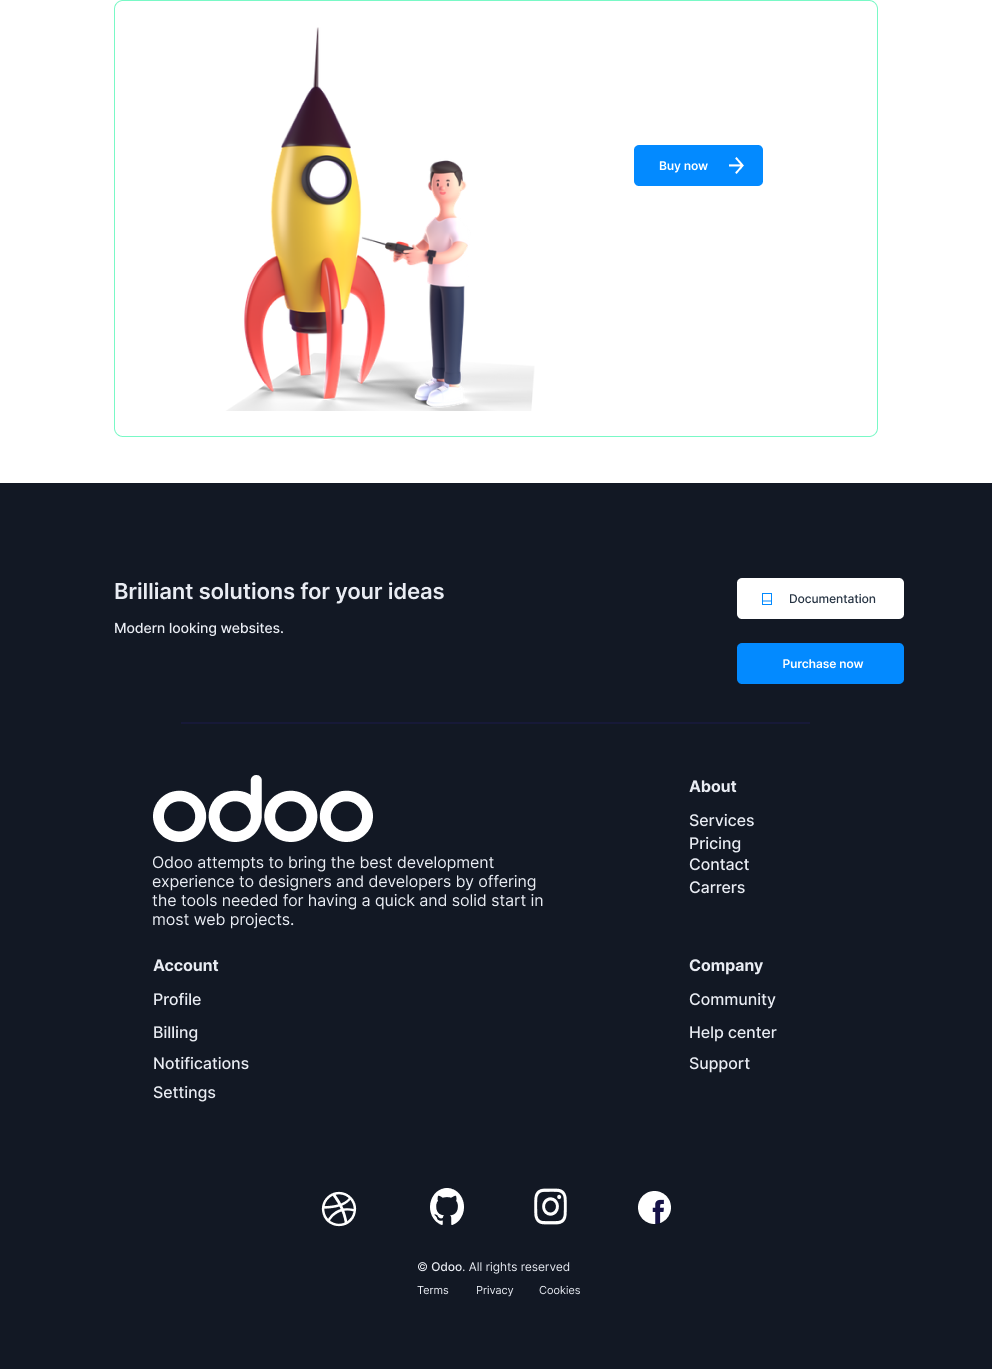 Buy now
Brilliant solutions for your ideas
Modern looking websites.
Documentation
Purchase now
odoo
Odoo attempts to bring the best development
experience to designers and developers by offering
the tools needed for having a quick and solid start in
most web projects.
About
Services
Pricing
Contact
Carrers
Account
Profile
Billing
Notifications
Settings
Company
Community
Help center
Support
© Odoo. All rights reserved
Terms Privacy Cookies